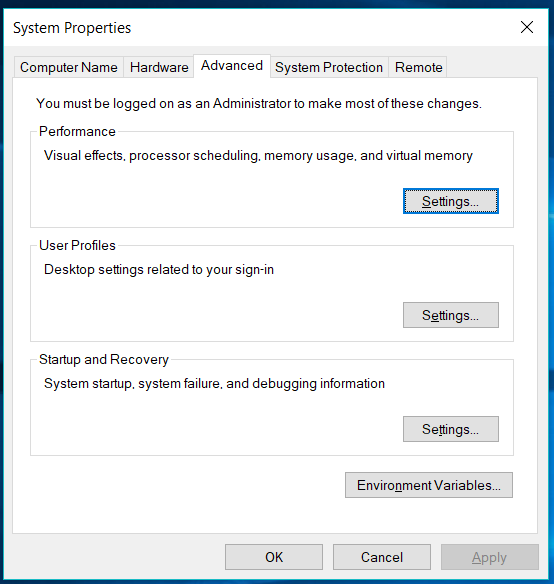 System Properties
Computer Name Hardware Advanced System Protection Remote
You must be logged on as an Administrator to make most of these changes.
Performance
Visual effects, processor scheduling, memory usage, and virtual memory
Settings...
User Profiles
Desktop settings related to your sign-in
Settings...
Startup and Recovery
System startup, system failure, and debugging information
Settings...
Environment Variables...
OK Cancel Apply